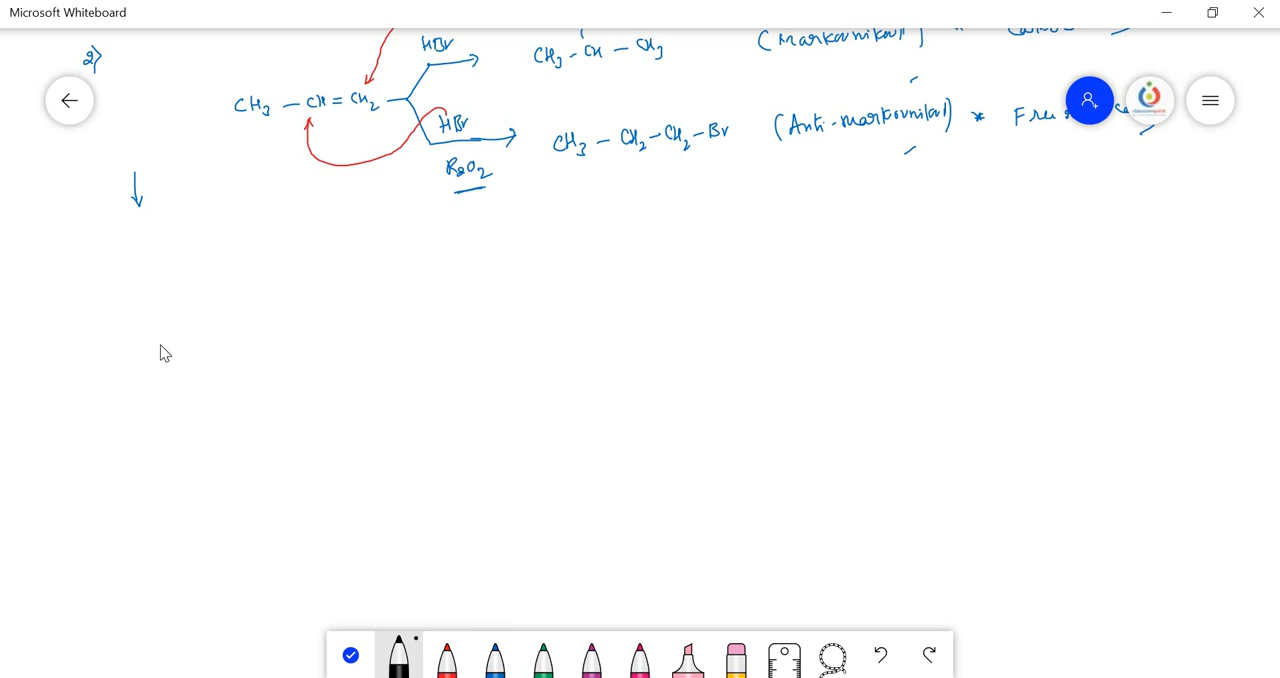 Microsoft Whiteboard
2)
HBr
CH3 - CH - CH3 (Markovnikov)
CH3 - CH = CH2
HBr
R2O2
CH3 - CH2 - CH2 - Br (Anti-markovnikov) * Free